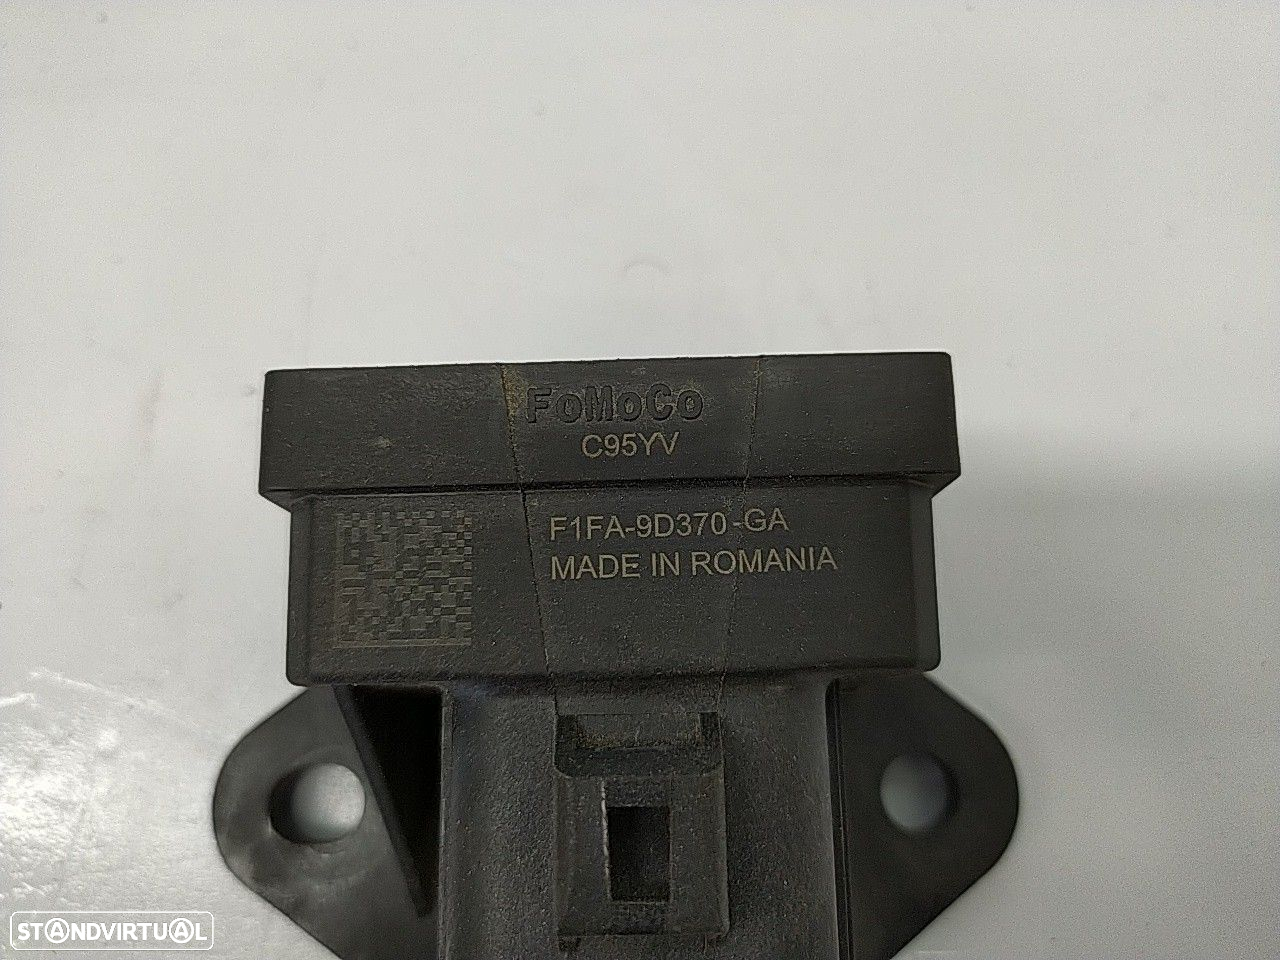 FoMoCo
C95YV
F1FA-9D370-GA
MADE IN ROMANIA
STANDVIRTUAL